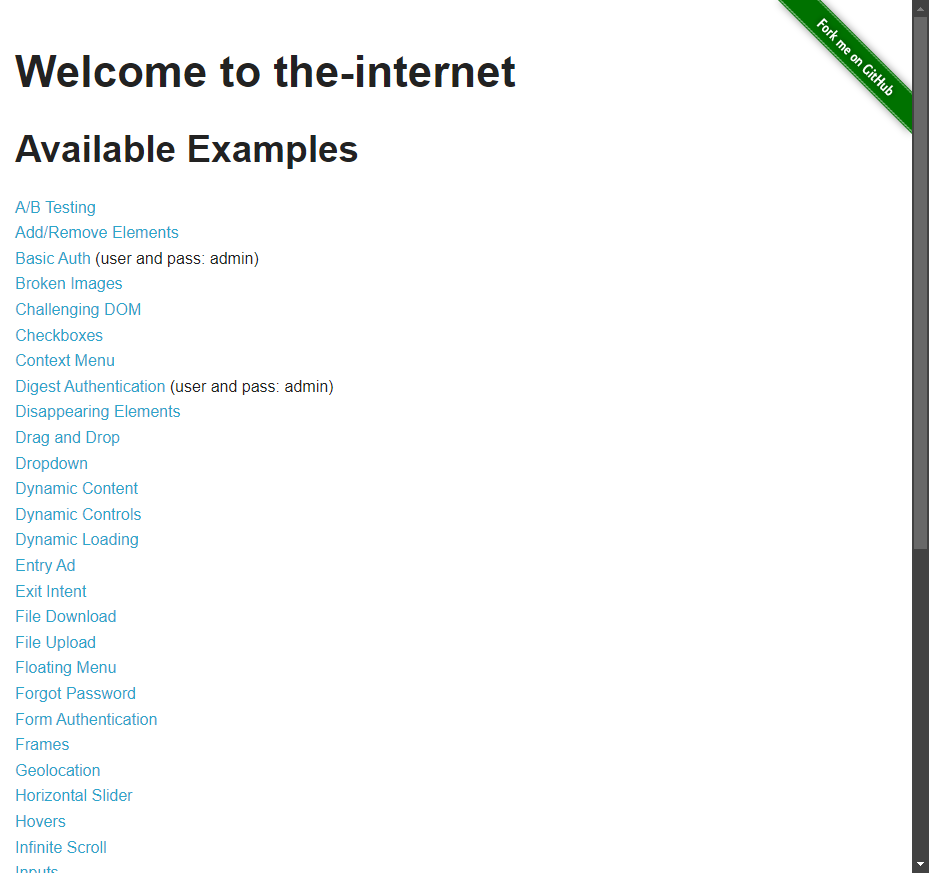 Fork me on GitHub
Welcome to the-internet
Available Examples
A/B Testing
Add/Remove Elements
Basic Auth (user and pass: admin)
Broken Images
Challenging DOM
Checkboxes
Context Menu
Digest Authentication (user and pass: admin)
Disappearing Elements
Drag and Drop
Dropdown
Dynamic Content
Dynamic Controls
Dynamic Loading
Entry Ad
Exit Intent
File Download
File Upload
Floating Menu
Forgot Password
Form Authentication
Frames
Geolocation
Horizontal Slider
Hovers
Infinite Scroll
Inputs